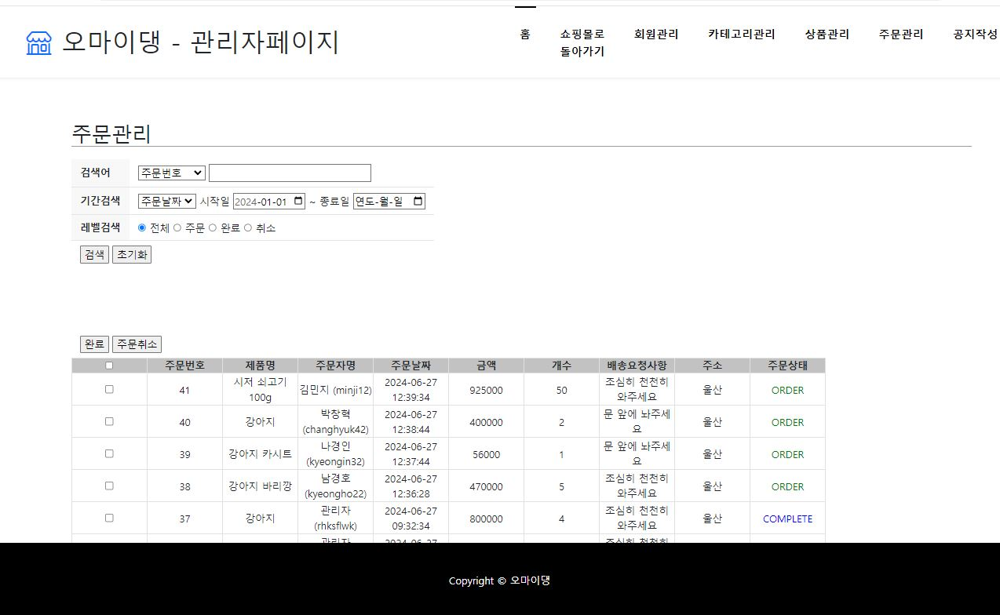 오마이댕 - 관리자페이지
홈 쇼핑몰로 회원관리 카테고리관리 상품관리 주문관리 공지작성
돌아가기
주문관리
검색어 주문번호
기간검색 주문날짜 시작일 2024-01-01 ~ 종료일 연도-월-일
레벨검색 전체 주문 완료 취소
검색 초기화
완료 주문취소
주문번호 제품명 주문자명 주문날짜 금액 개수 배송요청사항 주소 주문상태
41 시저 쇠고기 100g 김민지 (minji12) 2024-06-27 12:39:34 925000 50 조심히 천천히 와주세요 울산 ORDER
40 강아지 박창혁 (changhyuk42) 2024-06-27 12:38:44 400000 2 문 앞에 놔주세요 울산 ORDER
39 강아지 카시트 나경인 (kyeongin32) 2024-06-27 12:37:44 56000 1 문 앞에 놔주세요 울산 ORDER
38 강아지 바리깡 남경호 (kyeongho22) 2024-06-27 12:36:28 470000 5 조심히 천천히 와주세요 울산 ORDER
37 강아지 관리자 (rhksflwk) 2024-06-27 09:32:34 800000 4 조심히 천천히 와주세요 울산 COMPLETE
관리자 2024-06-27 조심히 천천히
Copyright © 오마이댕